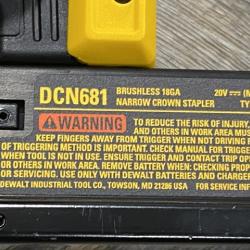 DCN681 BRUSHLESS 18GA 20V
NARROW CROWN STAPLER TY
WARNING TO REDUCE THE RISK OF INJURY,
AND OTHERS IN WORK AREA MUS
KEEP FINGERS AWAY FROM TRIGGER WHEN NOT DRIVING F
OF TRIGGERING METHOD IS IMPORTANT. CHECK MANUAL FOR TRIGGER
WHEN TOOL IS NOT IN USE. ENSURE TRIGGER AND CONTACT TRIP OPE
OR OTHERS IN WORK AREA. REMOVE BATTERY WHEN: CHECKING PROP
OR SERVICING. USE ONLY WITH DEWALT BATTERIES AND CHARGER
DEWALT INDUSTRIAL TOOL CO., TOWSON, MD 21286 USA FOR SERVICE INF